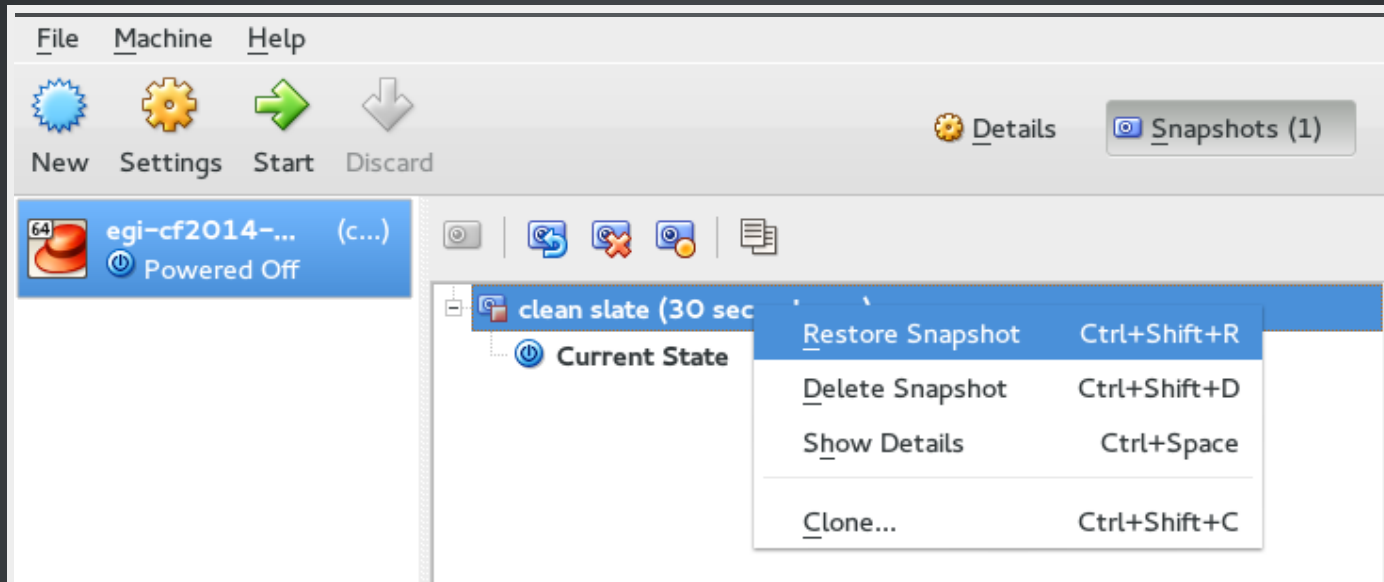 File Machine Help
New Settings Start Discard
Details Snapshots (1)
64
egi-cf2014-... (c...)
Powered Off
clean slate (30 sec
Current State
Restore Snapshot Ctrl+Shift+R
Delete Snapshot Ctrl+Shift+D
Show Details Ctrl+Space
Clone... Ctrl+Shift+C